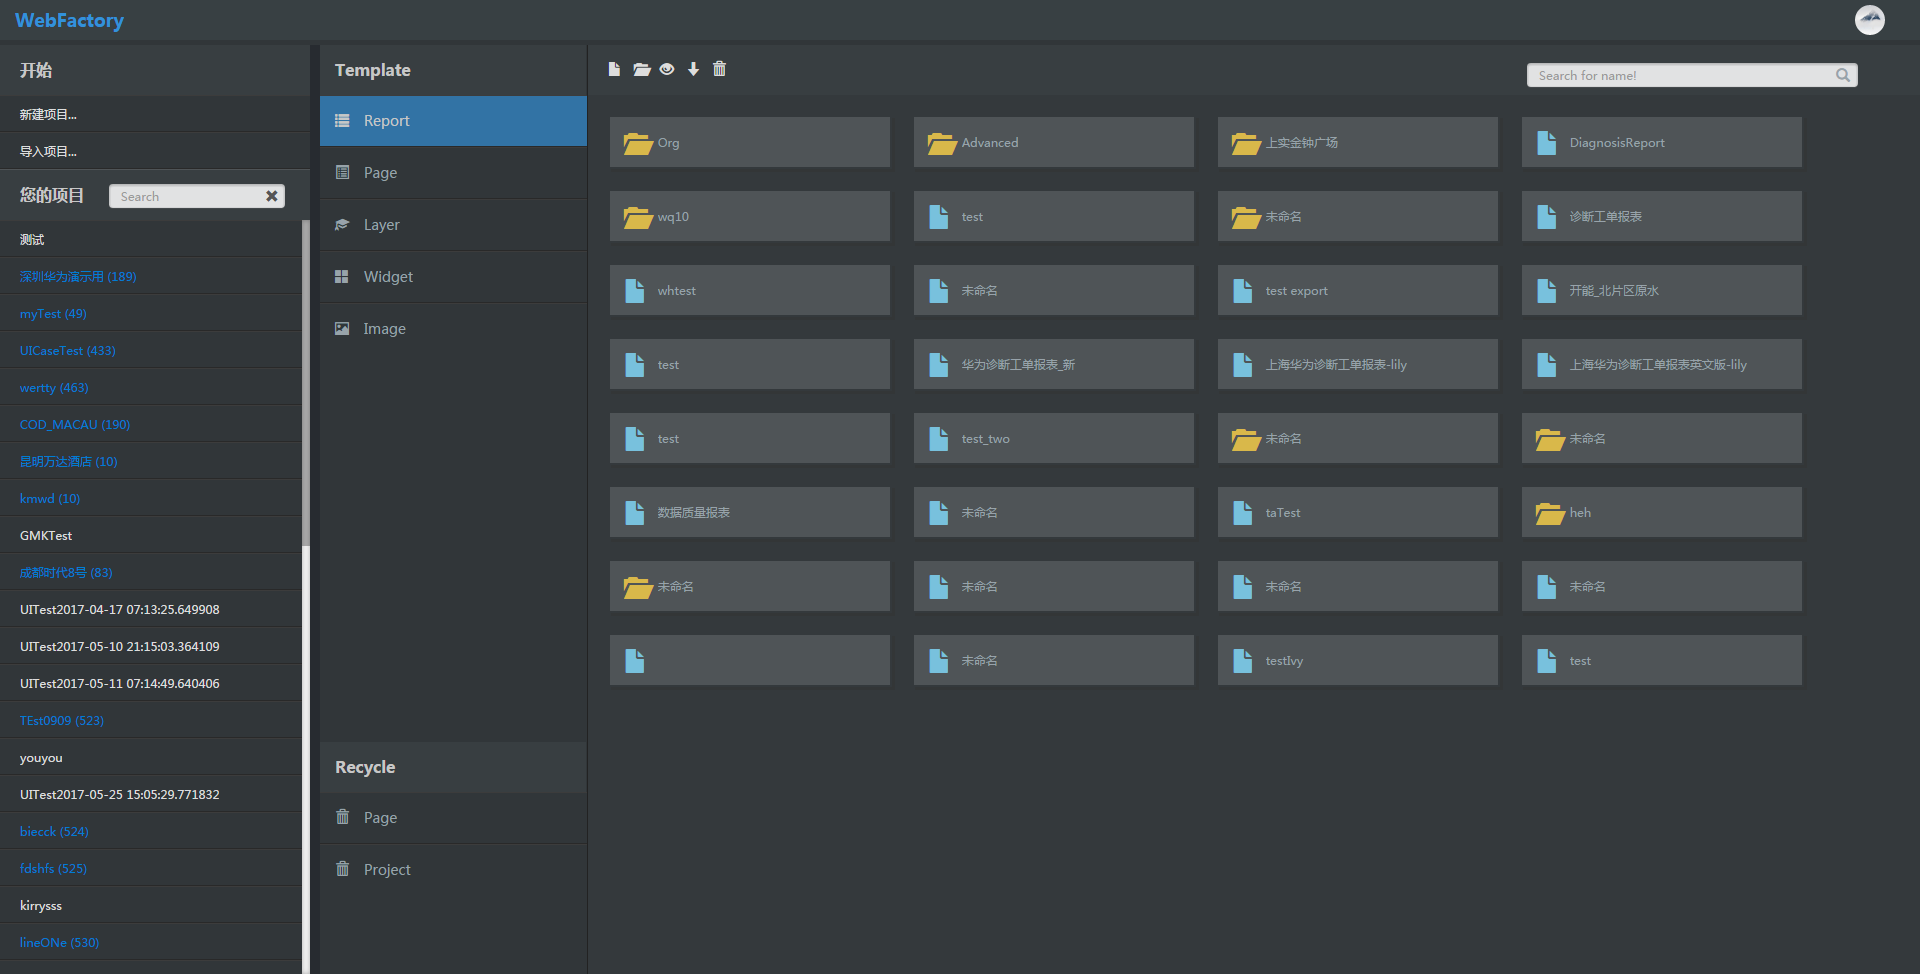 WebFactory
开始
新建项目...
导入项目...
您的项目
Search
测试
深圳华为演示用 (189)
myTest (49)
UICaseTest (433)
wertty (463)
COD_MACAU (190)
昆明万达酒店 (10)
kmwd (10)
GMKTest
成都时代8号 (83)
UITest2017-04-17 07:13:25.649908
UITest2017-05-10 21:15:03.364109
UITest2017-05-11 07:14:49.640406
TEst0909 (523)
youyou
UITest2017-05-25 15:05:29.771832
biecck (524)
fdshfs (525)
kirrysss
lineONe (530)
Template
Report
Page
Layer
Widget
Image
Recycle
Page
Project
Search for name!
Org
Advanced
上实金钟广场
DiagnosisReport
wq10
test
未命名
诊断工单报表
whtest
未命名
test export
开能_北片区原水
test
华为诊断工单报表_新
上海华为诊断工单报表-lily
上海华为诊断工单报表英文版-lily
test
test_two
未命名
未命名
数据质量报表
未命名
taTest
heh
未命名
未命名
未命名
未命名
未命名
testIvy
test